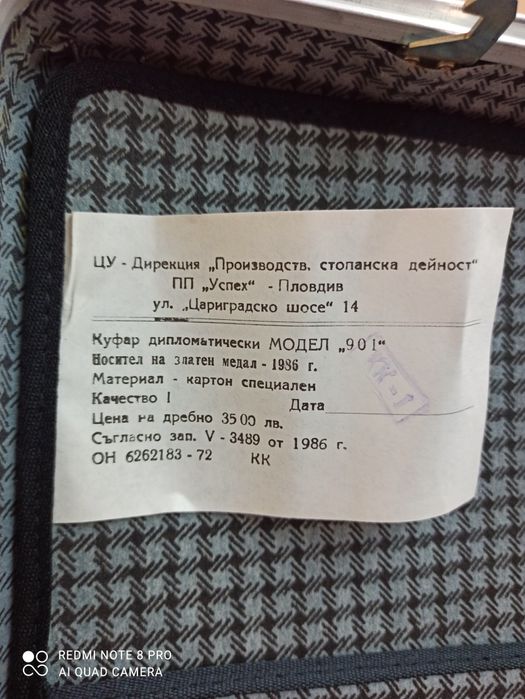 ЦУ - Дирекция „Производств. стопанска дейност“
ПП „Успех“ - Пловдив
ул. „Цариградско шосе“ 14
Куфар дипломатически МОДЕЛ „901“
Носител на златен медал - 1986 г.
Материал - картон специален
Качество I
Дата
Цена на дребно 35 00 лв.
Съгласно зап. V - 3489 от 1986 г.
ОН 6262183 - 72 КК
КК-1
REDMI NOTE 8 PRO
AI QUAD CAMERA